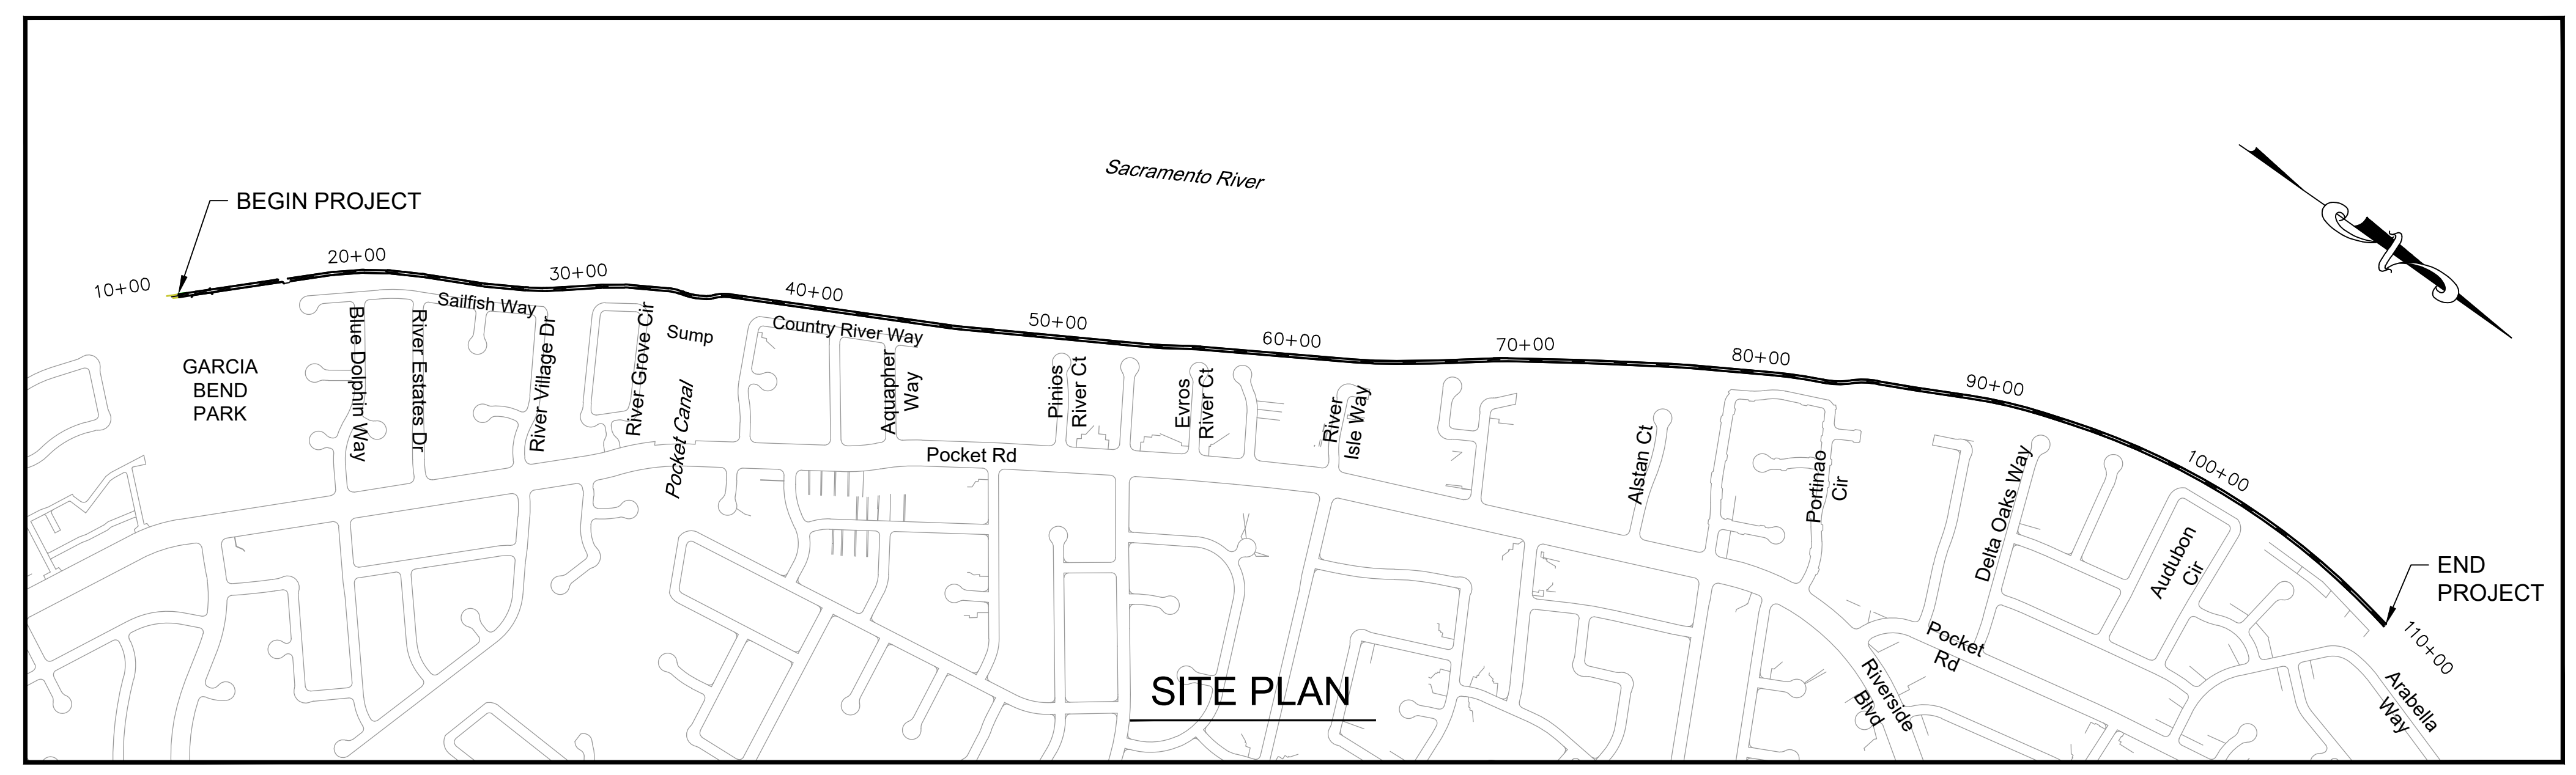 Sacramento River
BEGIN PROJECT
10+00
20+00
30+00
40+00
50+00
60+00
70+00
80+00
90+00
100+00
110+00
END
PROJECT
GARCIA
BEND
PARK
Blue Dolphin Way
River Estates Dr
Sailfish Way
River Village Dr
River Grove Cir
Sump
Pocket Canal
Country River Way
Aquapher
Way
Pocket Rd
Pinios
River Ct
Evros
River Ct
River
Isle Way
Alstan Ct
Portinao
Cir
Delta Oaks Way
Audubon
Cir
Pocket
Rd
Riverside
Blvd
Arabella
Way
SITE PLAN